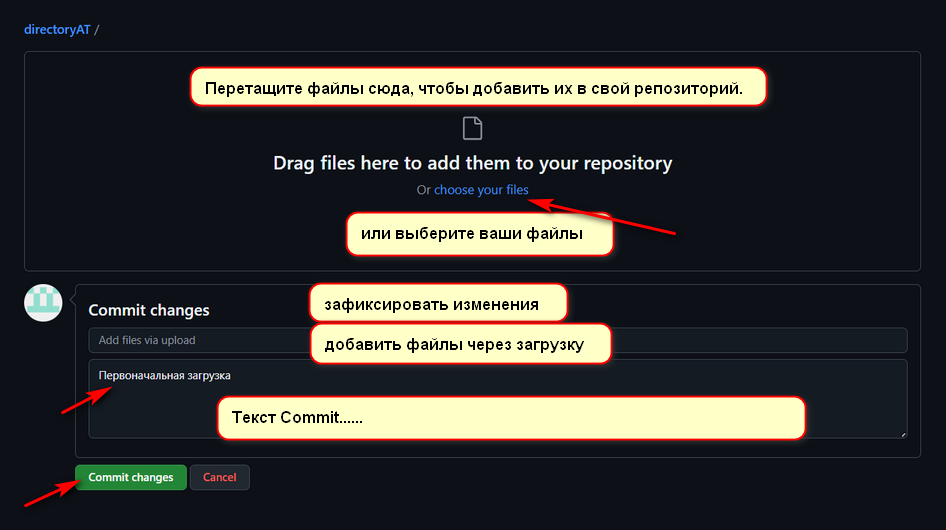 directoryAT /
Перетащите файлы сюда, чтобы добавить их в свой репозиторий.
Drag files here to add them to your repository
Or choose your files
или выберите ваши файлы
Commit changes
зафиксировать изменения
Add files via upload
добавить файлы через загрузку
Первоначальная загрузка
Текст Commit......
Commit changes Cancel